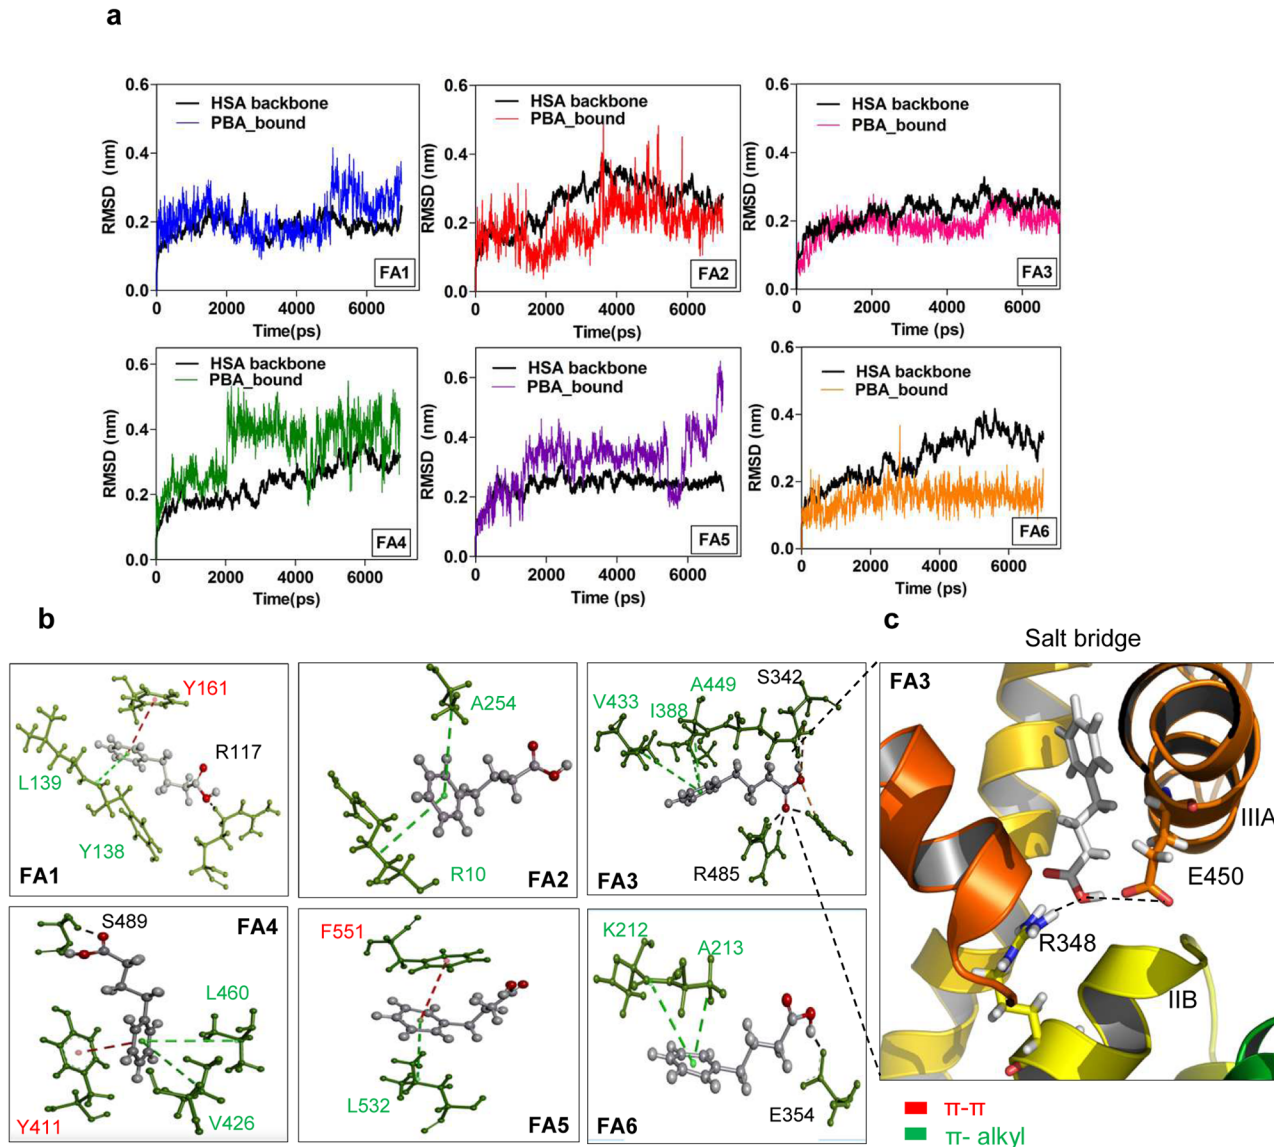 a
0.6
0.4
0.2
0.0
RMSD (nm)
HSA backbone
PBA_bound
FA1
0 2000 4000 6000
Time(ps)
0.6
0.4
0.2
0.0
RMSD (nm)
HSA backbone
PBA_bound
FA2
0 2000 4000 6000
Time (ps)
0.6
0.4
0.2
0.0
RMSD (nm)
HSA backbone
PBA_bound
FA3
0 2000 4000 6000
Time (ps)
0.6
0.4
0.2
0.0
RMSD (nm)
HSA backbone
PBA_bound
FA4
0 2000 4000 6000
Time(ps)
0.6
0.4
0.2
0.0
RMSD (nm)
HSA backbone
PBA_bound
FA5
0 2000 4000 6000
Time (ps)
0.6
0.4
0.2
0.0
RMSD (nm)
HSA backbone
PBA_bound
FA6
0 2000 4000 6000
Time (ps)
b
Y161
R117
L139
Y138
FA1
A254
R10
FA2
S342
A449
V433
I388
R485
FA3
S489
FA4
L460
Y411
V426
F551
L532
FA5
K212
A213
E354
FA6
c
Salt bridge
FA3
IIIA
E450
R348
IIB
π-π
π- alkyl